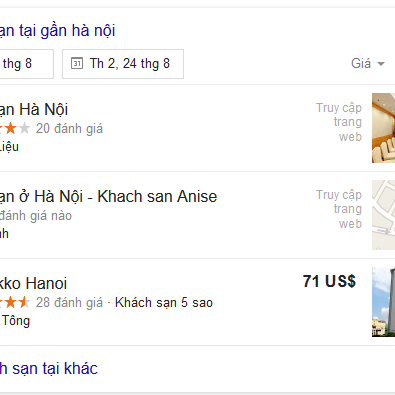 ạn tại gần hà nội
thg 8
31 Th 2, 24 thg 8
Giá
ạn Hà Nội
20 đánh giá
Liệu
Truy cập
trang
web
ạn ở Hà Nội - Khach san Anise
đánh giá nào
nh
Truy cập
trang
web
kko Hanoi
28 đánh giá · Khách sạn 5 sao
Tông
71 US$
h sạn tại khác